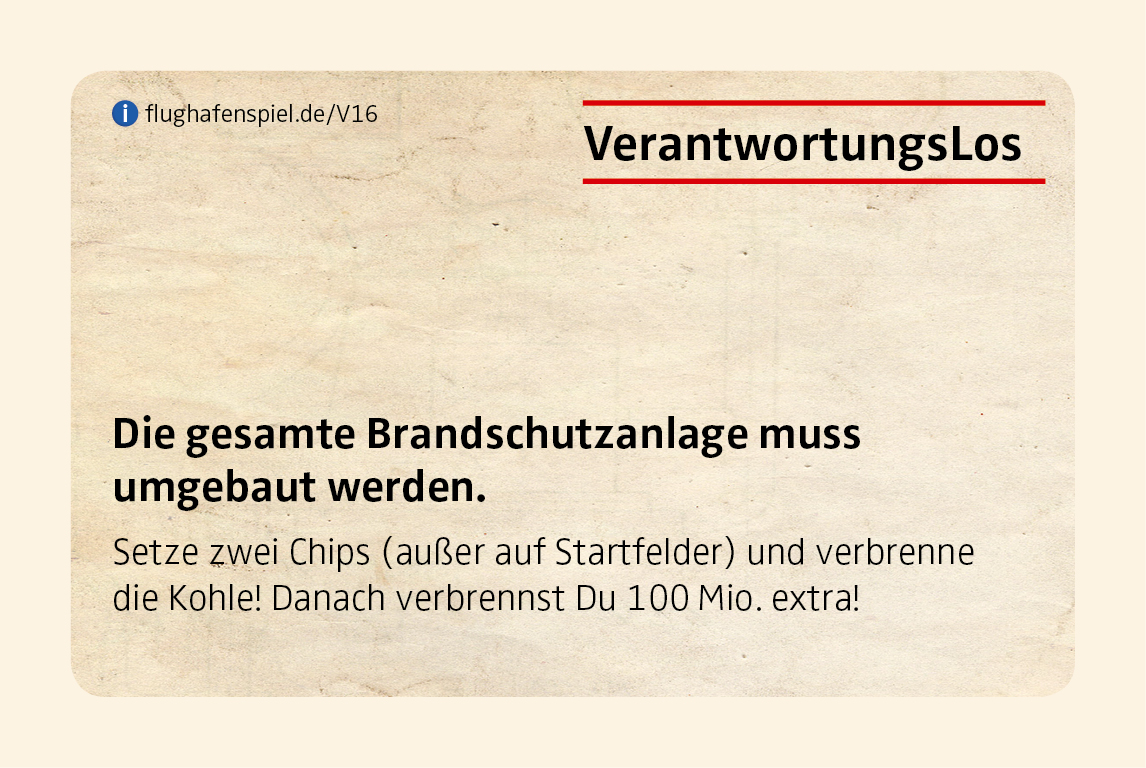 i flughafenspiel.de/V16
VerantwortungsLos
Die gesamte Brandschutzanlage muss
umgebaut werden.
Setze zwei Chips (außer auf Startfelder) und verbrenne
die Kohle! Danach verbrennst Du 100 Mio. extra!